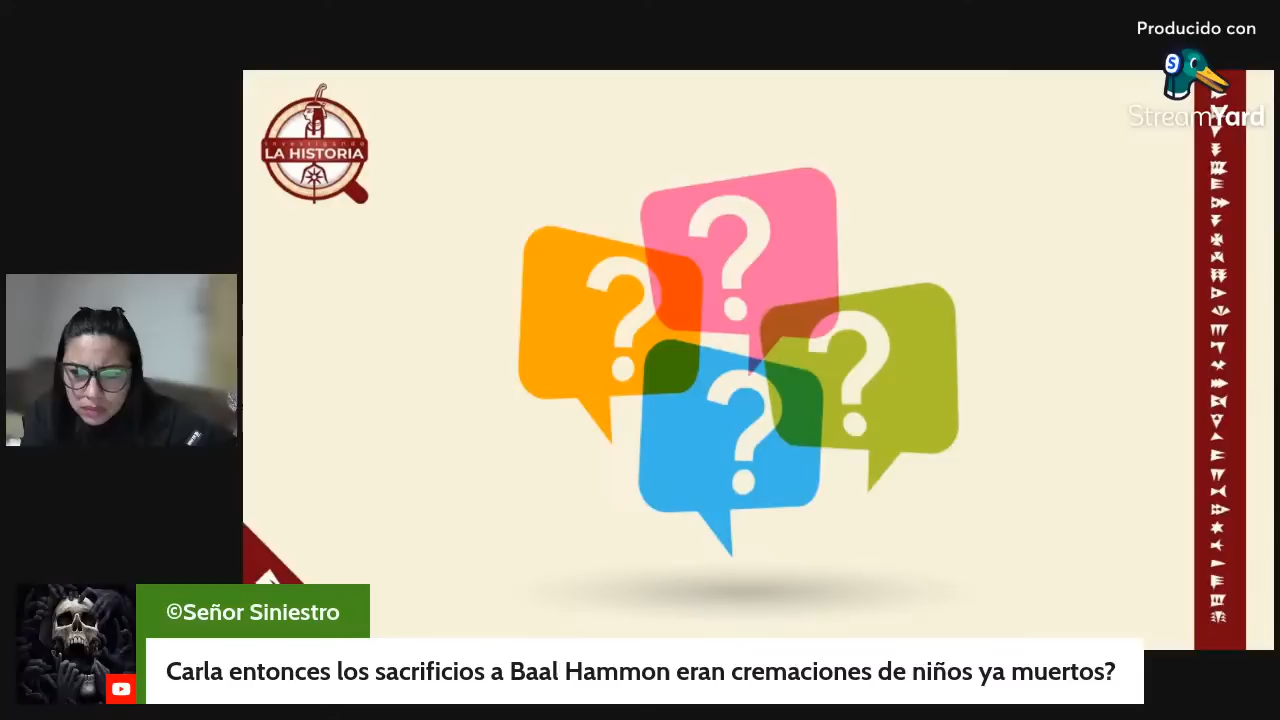 Producido con
StreamYard
Investigando
LA HISTORIA
©Señor Siniestro
Carla entonces los sacrificios a Baal Hammon eran cremaciones de niños ya muertos?
? ? ? ?